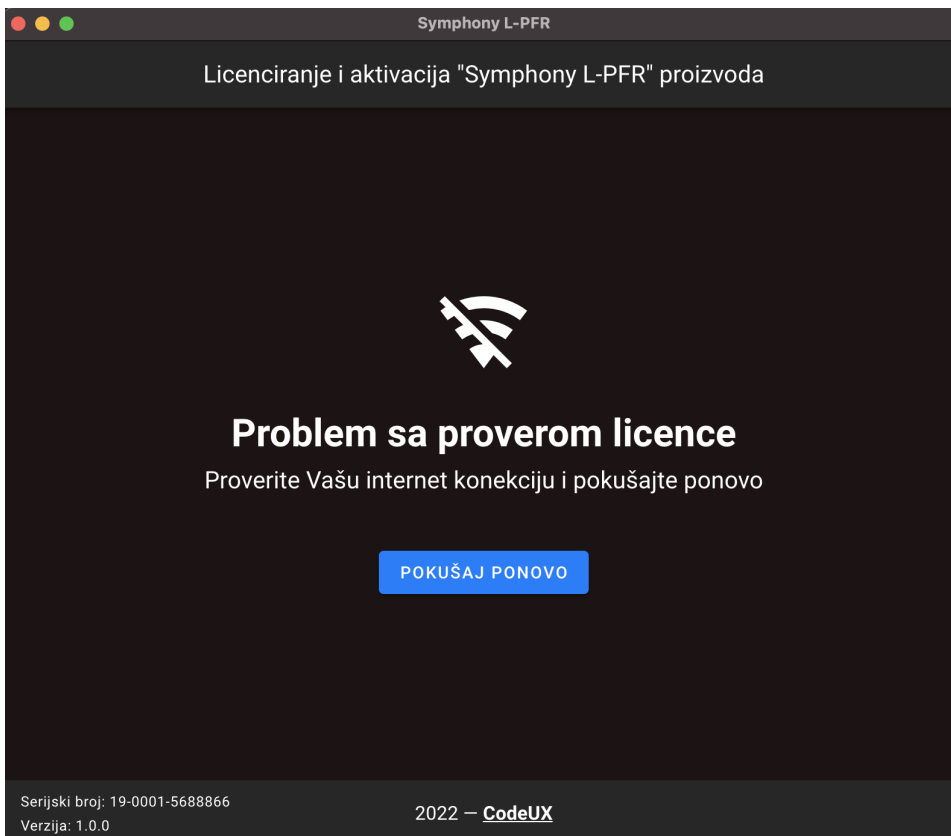 Symphony L-PFR
Licenciranje i aktivacija "Symphony L-PFR" proizvoda
Problem sa proverom licence
Proverite Vašu internet konekciju i pokušajte ponovo
POKUŠAJ PONOVO
Serijski broj: 19-0001-5688866
Verzija: 1.0.0
2022 — CodeUX